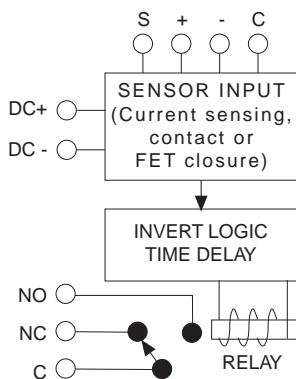 S + - C
SENSOR INPUT
(Current sensing,
contact or
FET closure)
DC+
DC -
INVERT LOGIC
TIME DELAY
NO
NC
C
RELAY